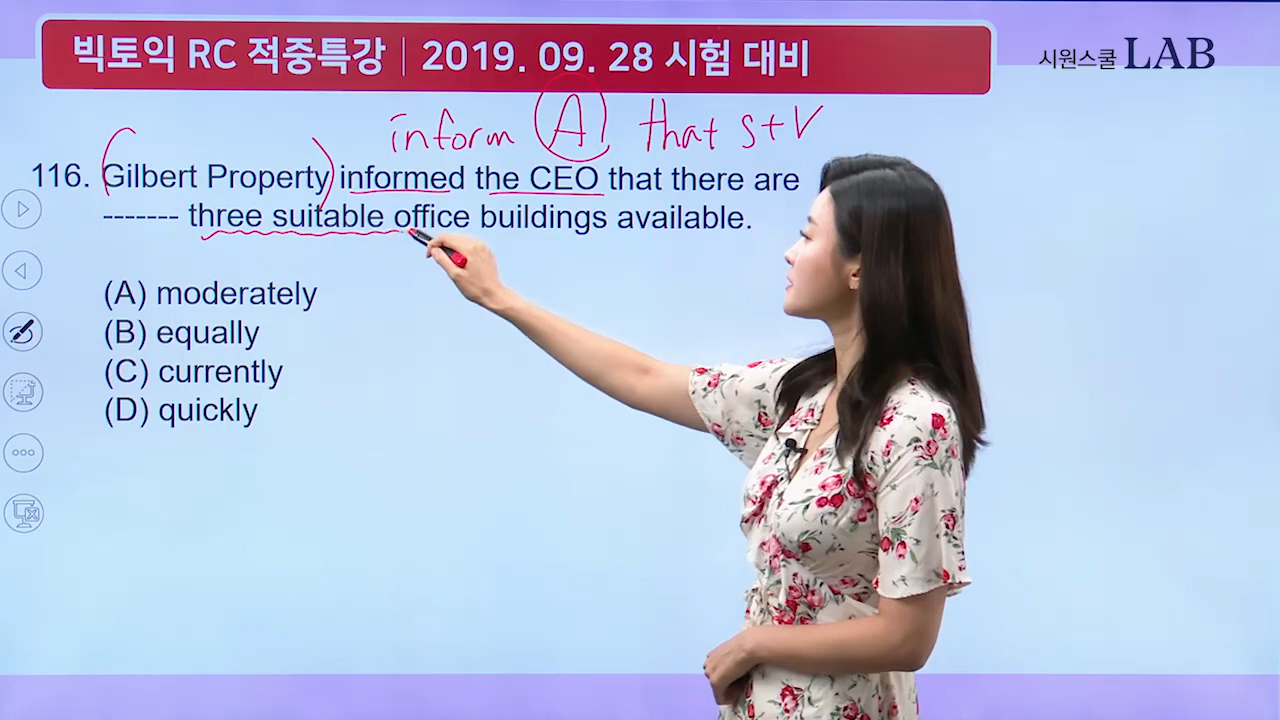 빅토익 RC 적중특강 | 2019. 09. 28 시험 대비
시원스쿨 LAB
inform A that S+V
116. Gilbert Property informed the CEO that there are
------- three suitable office buildings available.
(A) moderately
(B) equally
(C) currently
(D) quickly